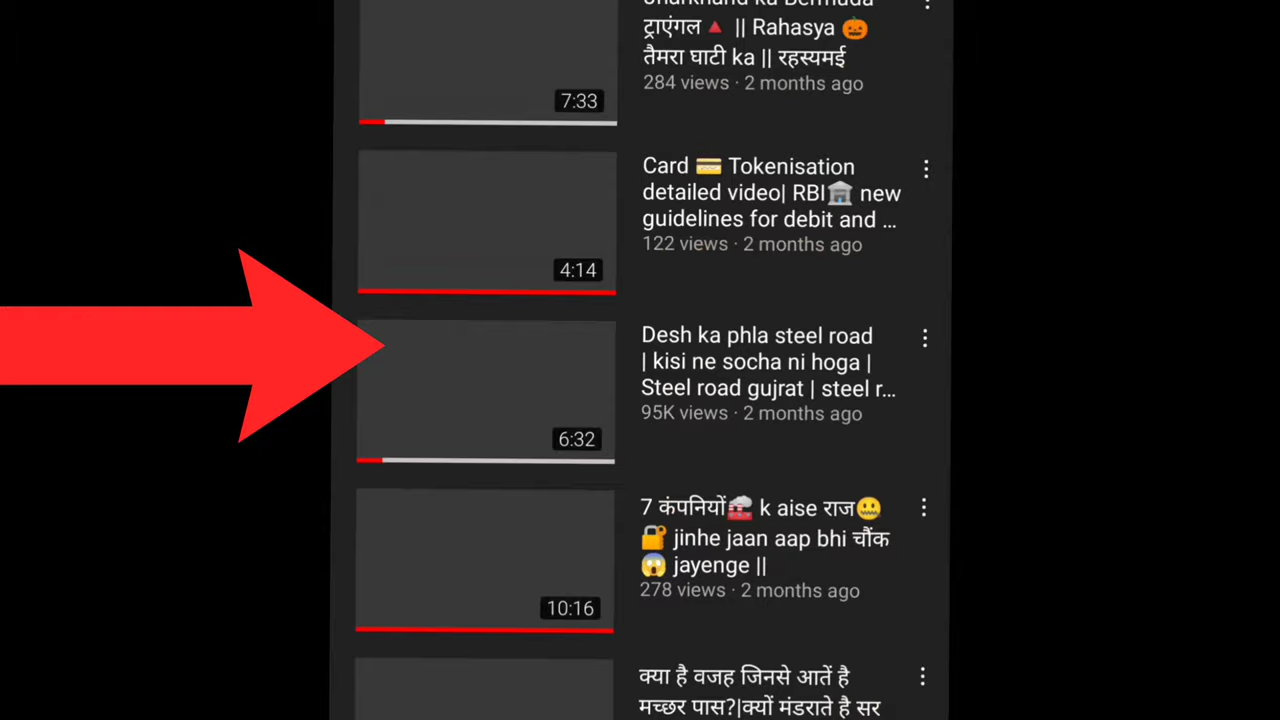 Jharkhand ka Bermuda
ट्राएंगल🔺 || Rahasya 🎃
तैमरा घाटी ka || रहस्यमई
284 views · 2 months ago
7:33
Card 💳 Tokenisation
detailed video| RBI🏦 new
guidelines for debit and ...
122 views · 2 months ago
4:14
Desh ka phla steel road
| kisi ne socha ni hoga |
Steel road gujrat | steel r...
95K views · 2 months ago
6:32
7 कंपनियों🏭 k aise राज🤐
🔐 jinhe jaan aap bhi चौंक
😱 jayenge ||
278 views · 2 months ago
10:16
क्या है वजह जिनसे आतें है
मच्छर पास?|क्यों मंडराते है सर